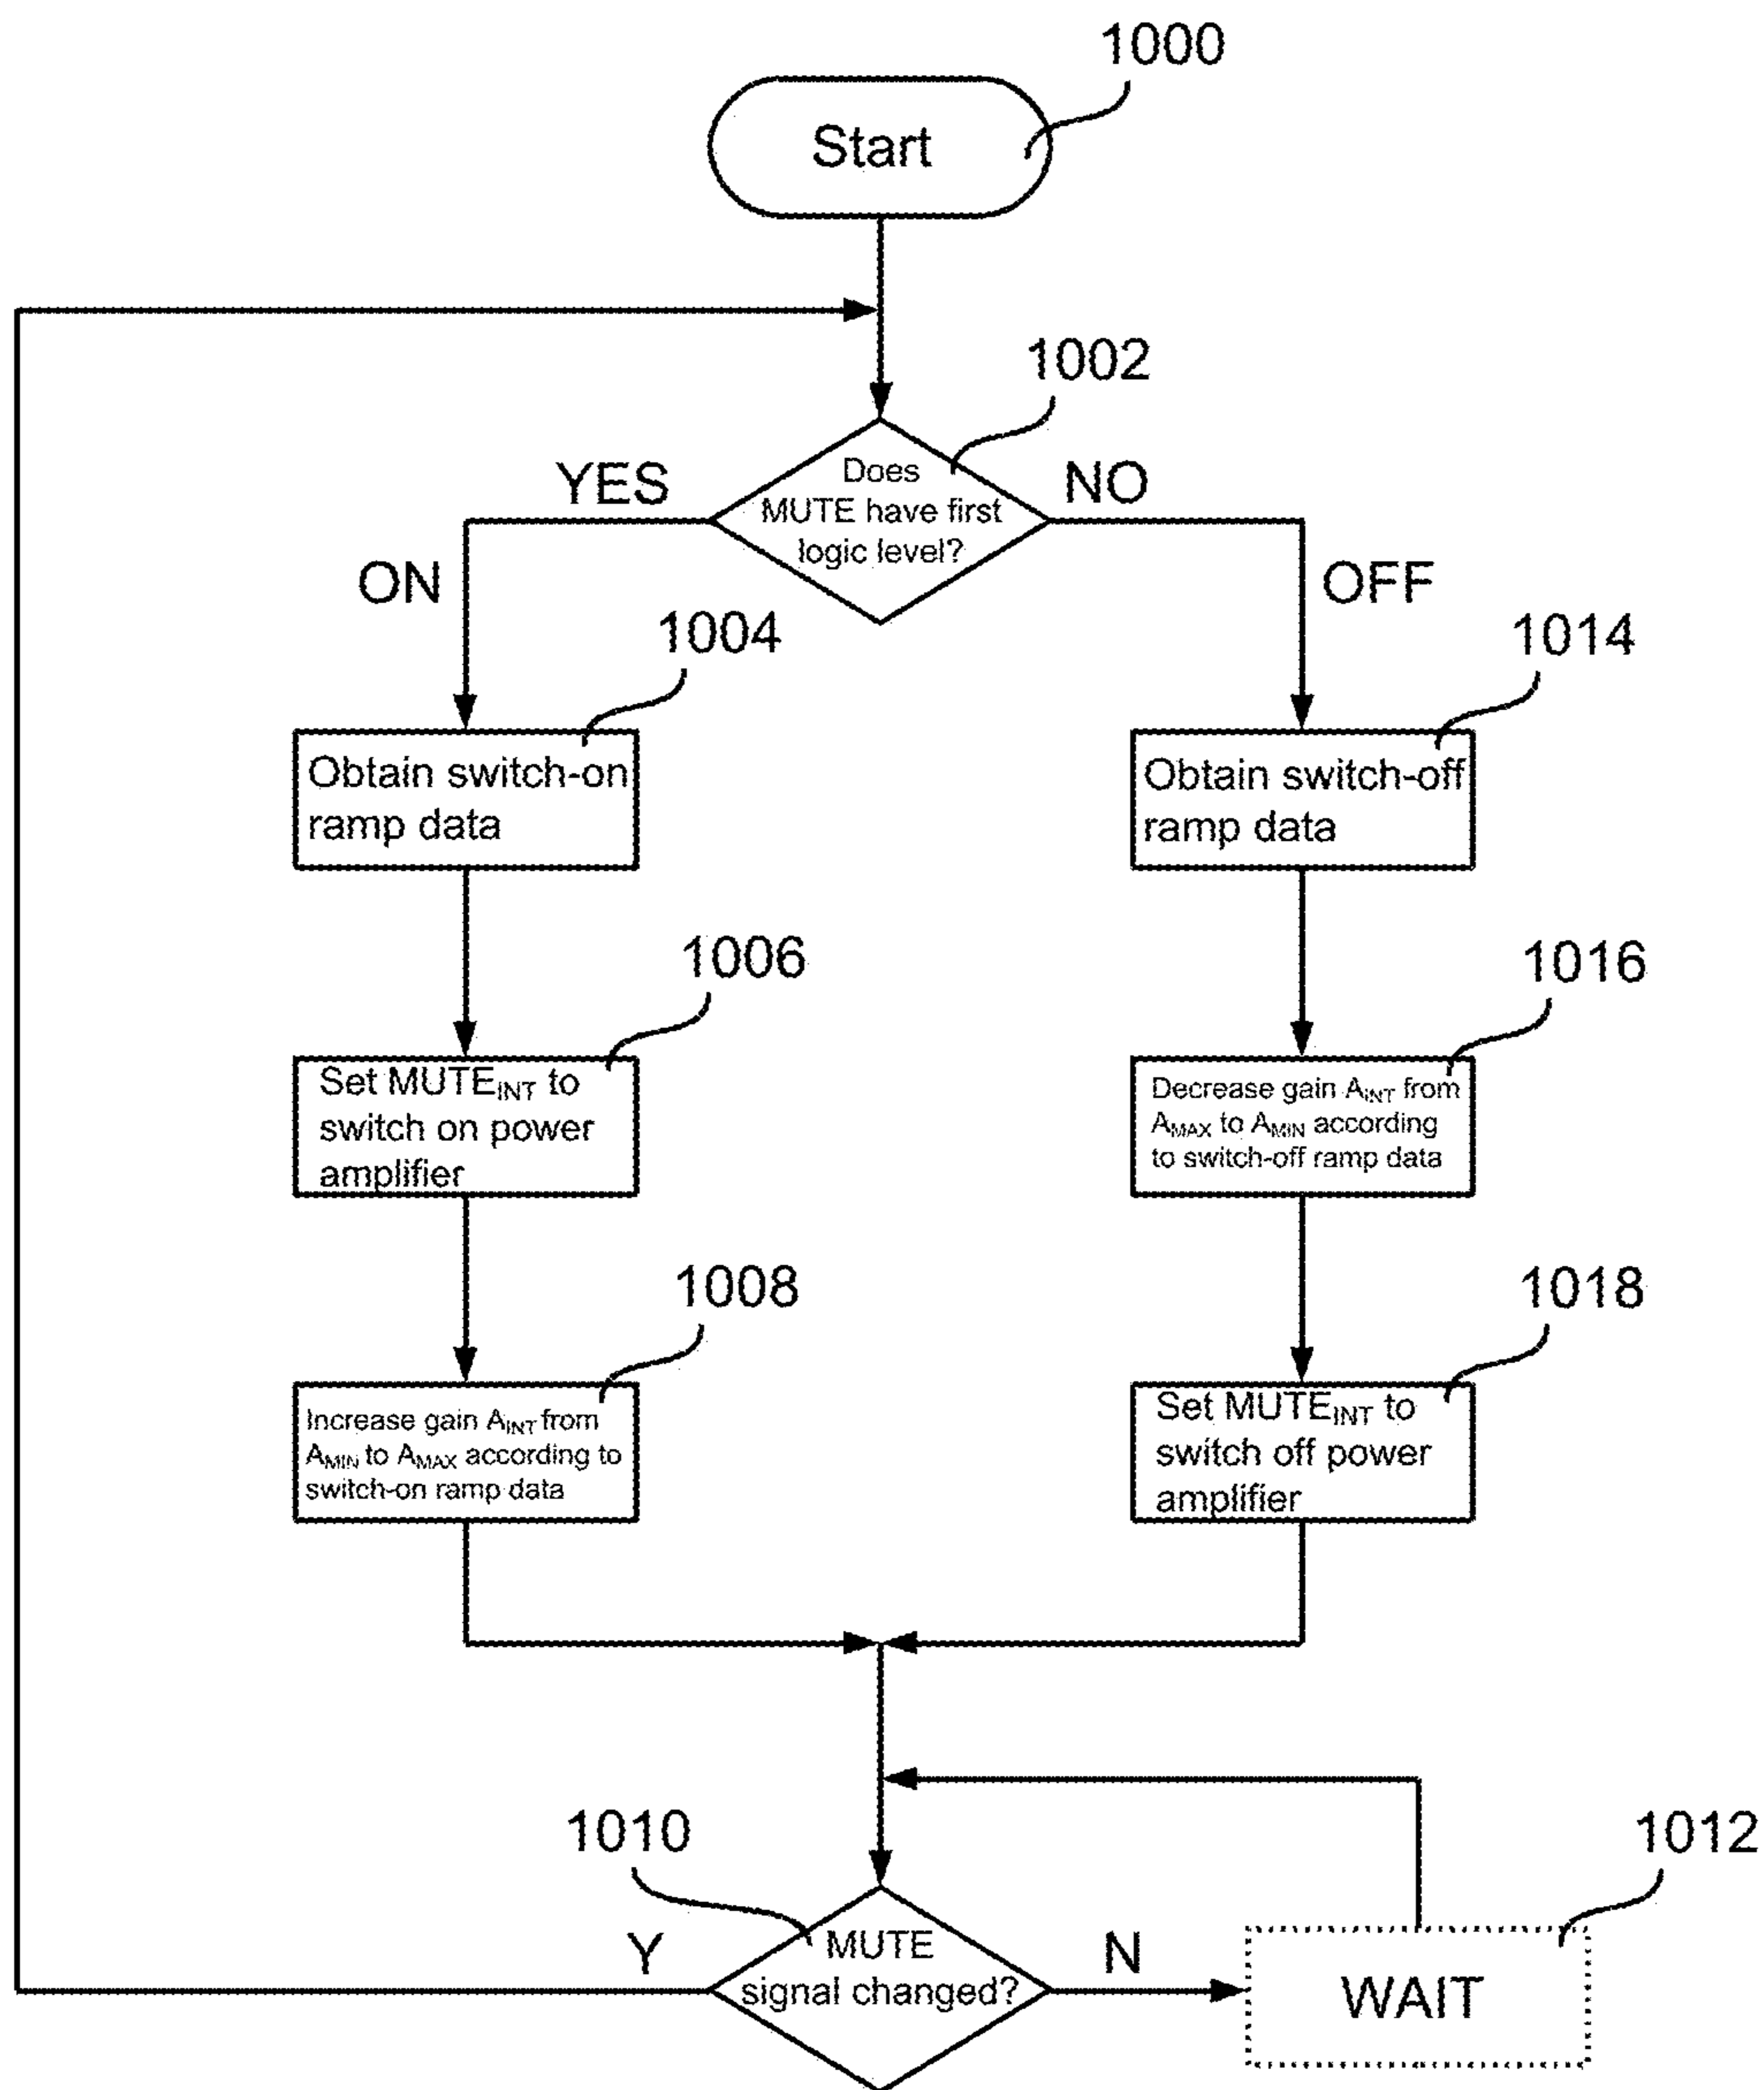 1000
Start
1002
Does
MUTE have first
logic level?
YES
NO
ON
OFF
1004
Obtain switch-on
ramp data
1014
Obtain switch-off
ramp data
1006
Set MUTEINT to
switch on power
amplifier
1016
Decrease gain AINT from
AMAX to AMIN according
to switch-off ramp data
1008
Increase gain AINT from
AMIN to AMAX according to
switch-on ramp data
1018
Set MUTEINT to
switch off power
amplifier
1010
MUTE
signal changed?
Y
N
1012
WAIT